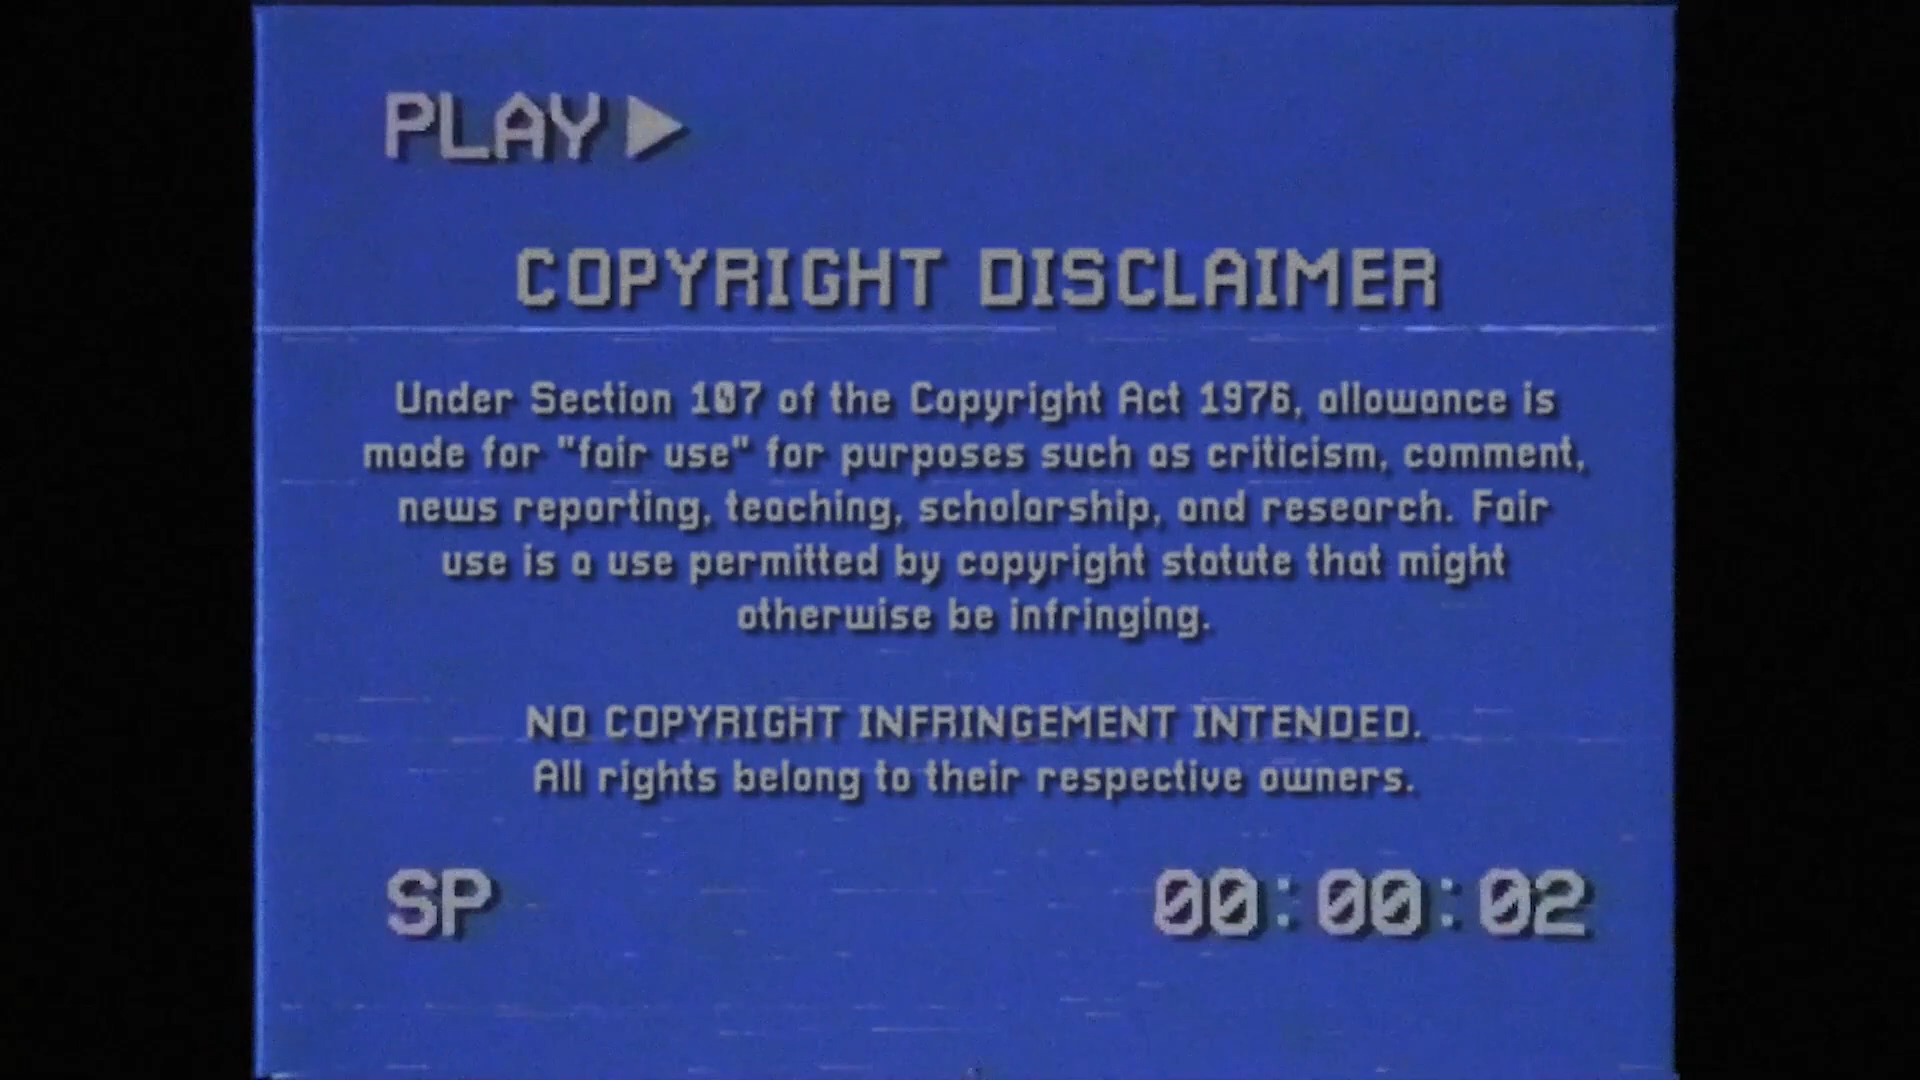 PLAY ▶
COPYRIGHT DISCLAIMER
Under Section 107 of the Copyright Act 1976, allowance is
made for "fair use" for purposes such as criticism, comment,
news reporting, teaching, scholarship, and research. Fair
use is a use permitted by copyright statute that might
otherwise be infringing.
NO COPYRIGHT INFRINGEMENT INTENDED.
All rights belong to their respective owners.
SP 00:00:02